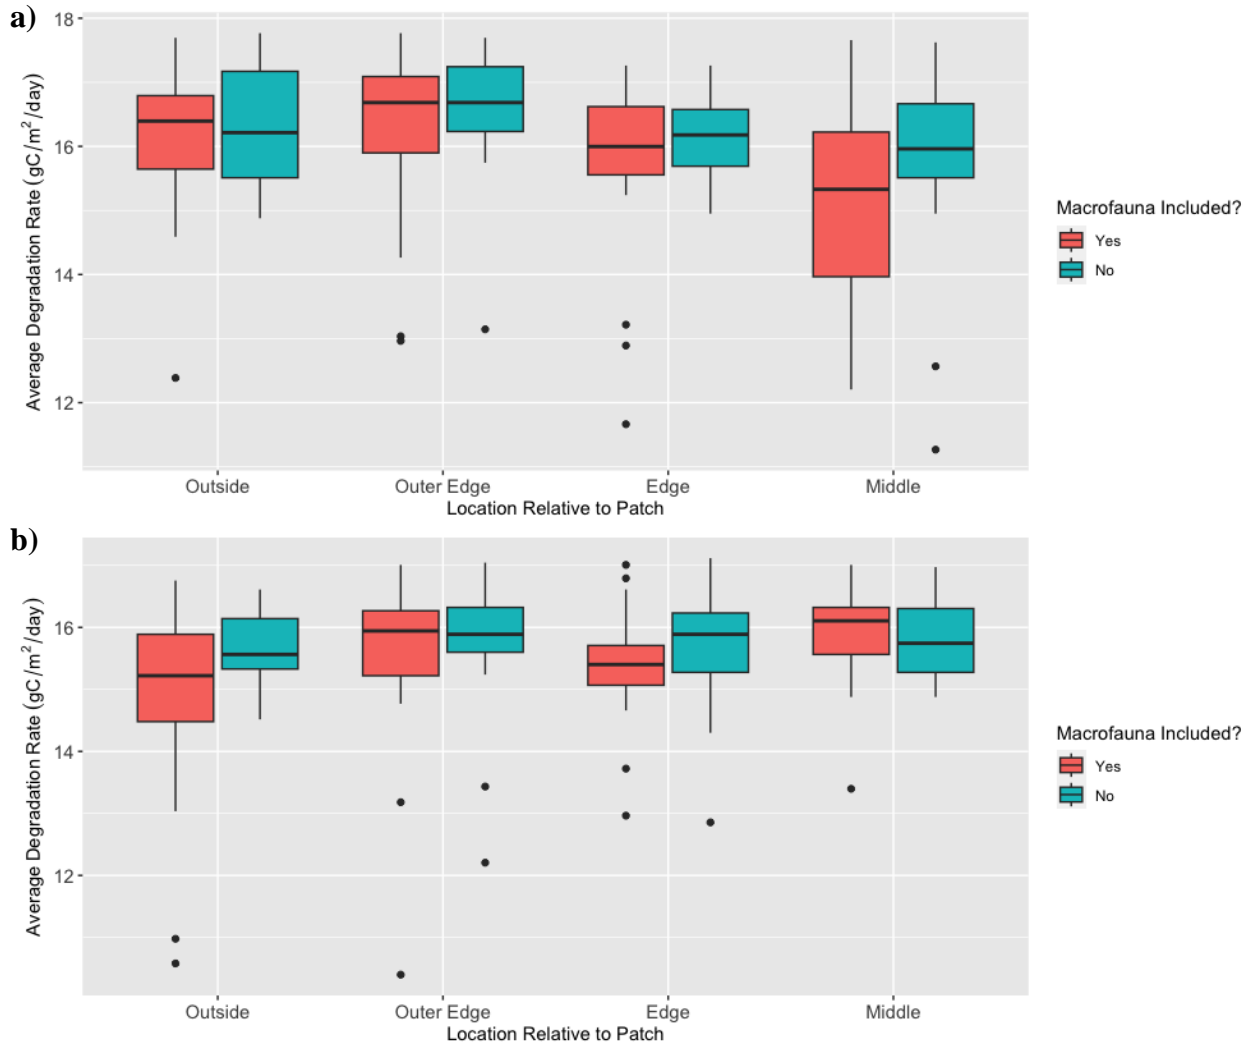 a)
18
16
14
12
Average Degradation Rate (gC/m²/day)
Outside
Outer Edge
Edge
Middle
Location Relative to Patch
Macrofauna Included?
Yes
No
b)
16
14
12
Average Degradation Rate (gC/m²/day)
Outside
Outer Edge
Edge
Middle
Location Relative to Patch
Macrofauna Included?
Yes
No